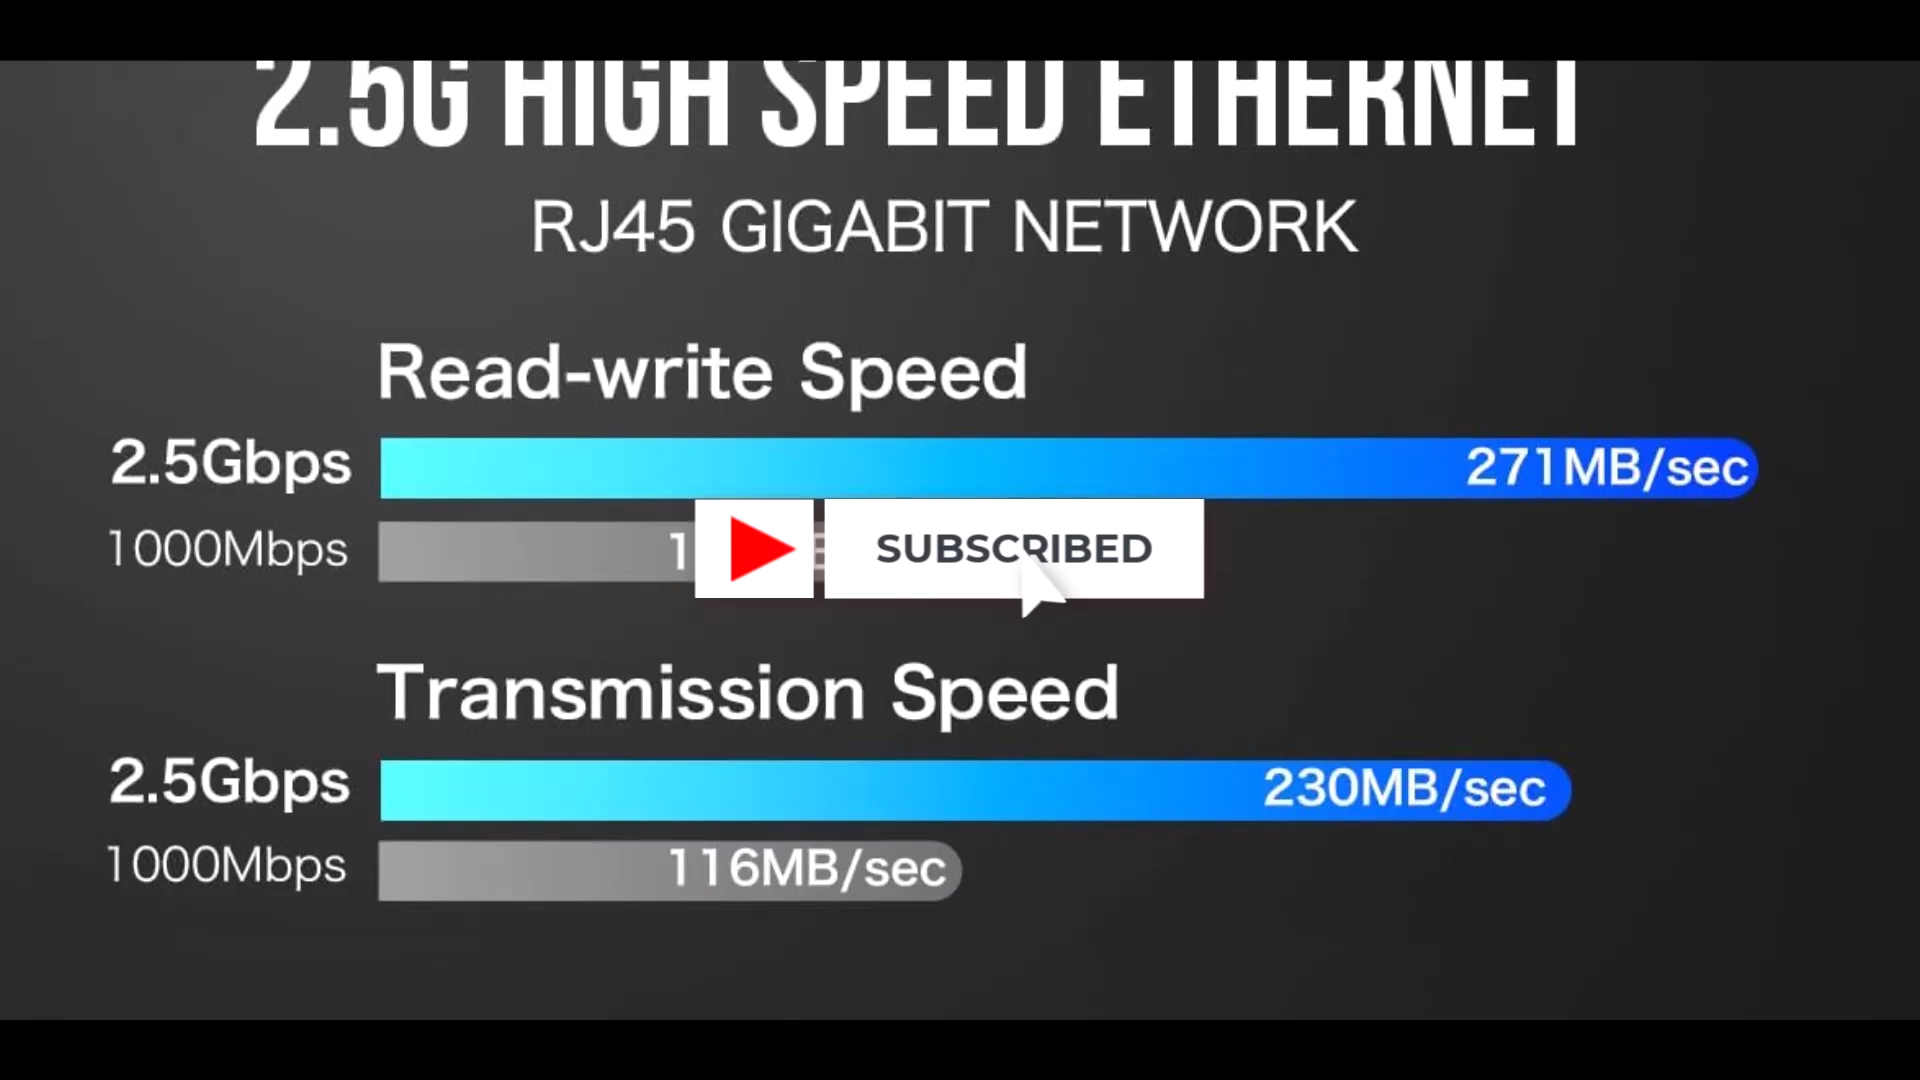 2.5G HIGH SPEED ETHERNET
RJ45 GIGABIT NETWORK
Read-write Speed
2.5Gbps 271MB/sec
1000Mbps
SUBSCRIBED
Transmission Speed
2.5Gbps 230MB/sec
1000Mbps 116MB/sec